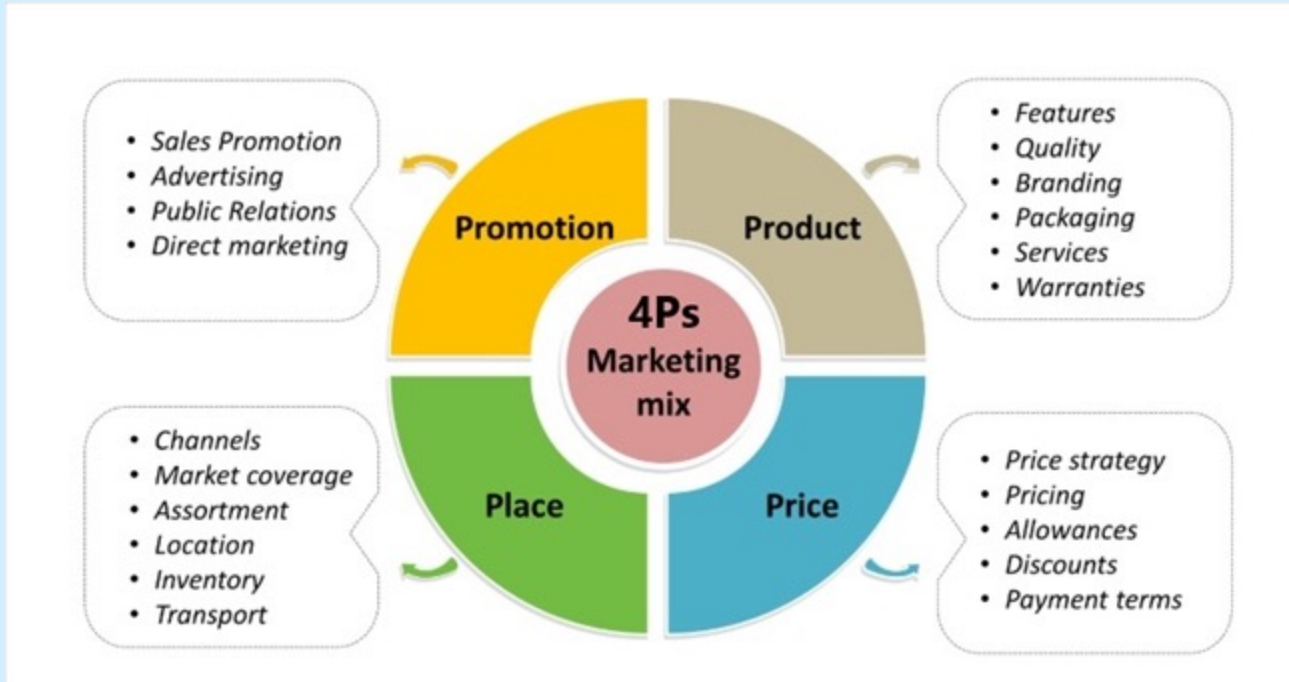 • Sales Promotion
• Advertising
• Public Relations
• Direct marketing
Promotion
Product
• Features
• Quality
• Branding
• Packaging
• Services
• Warranties
4Ps
Marketing
mix
• Channels
• Market coverage
• Assortment
• Location
• Inventory
• Transport
Place
Price
• Price strategy
• Pricing
• Allowances
• Discounts
• Payment terms